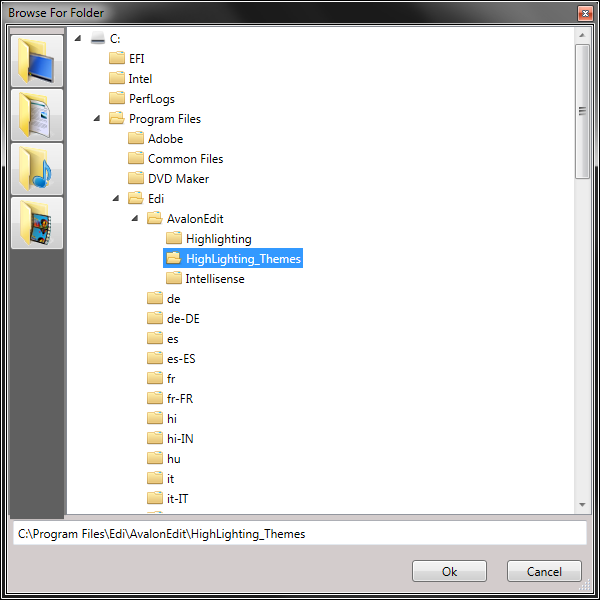 Browse For Folder
C:
EFI
Intel
PerfLogs
Program Files
Adobe
Common Files
DVD Maker
Edi
AvalonEdit
Highlighting
HighLighting_Themes
Intellisense
de
de-DE
es
es-ES
fr
fr-FR
hi
hi-IN
hu
it
it-IT
C:\Program Files\Edi\AvalonEdit\HighLighting_Themes
Ok Cancel